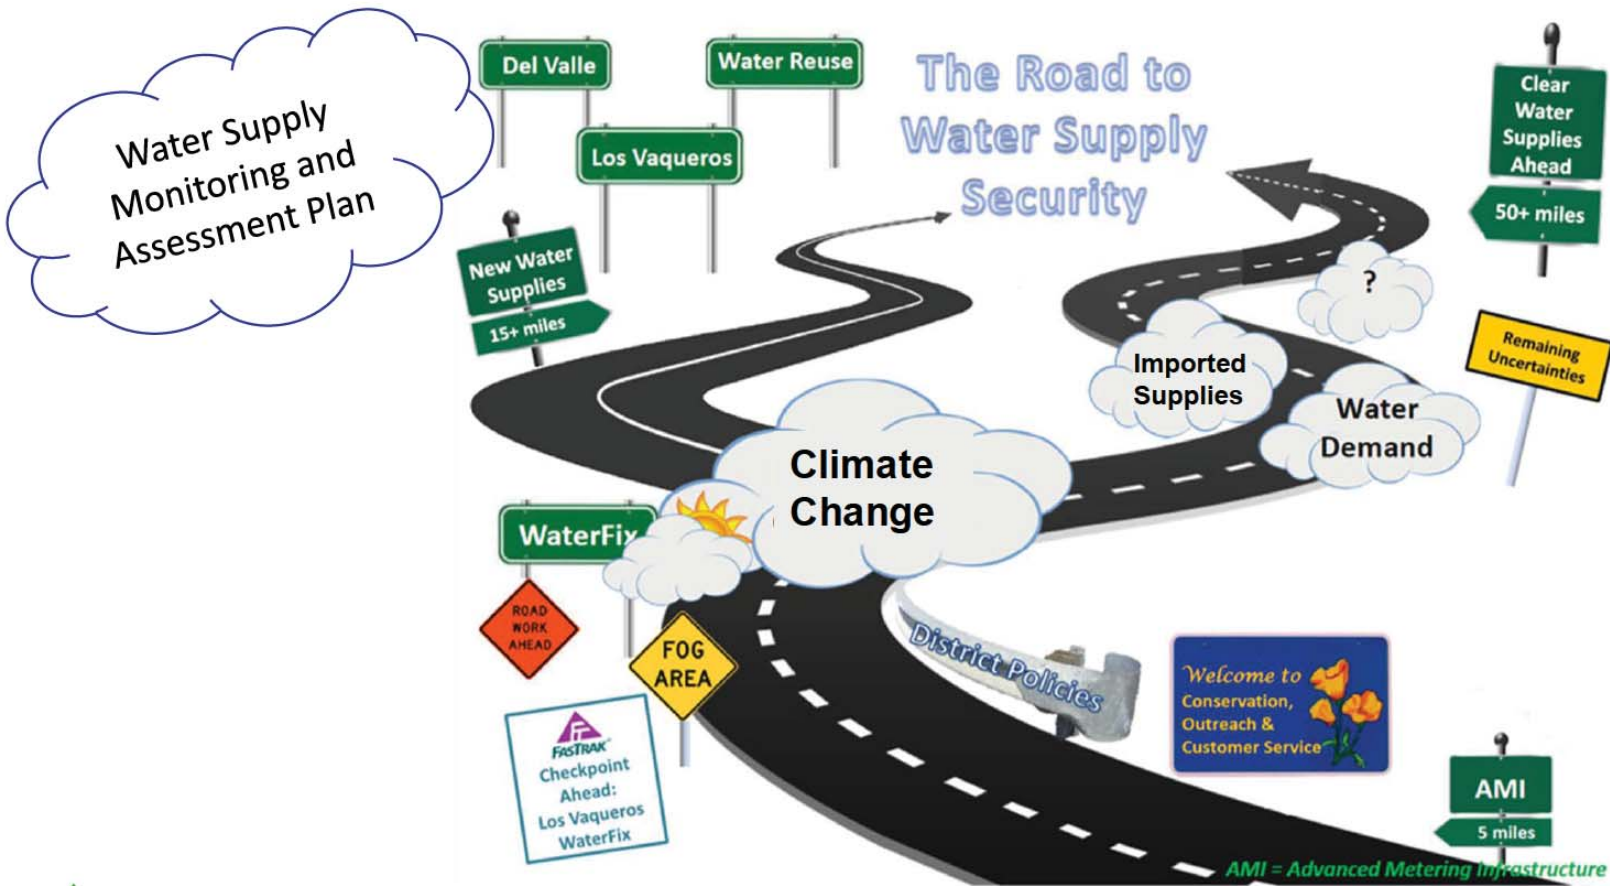 Water Supply
Monitoring and
Assessment Plan
Del Valle
Water Reuse
Los Vaqueros
The Road to
Water Supply
Security
Clear
Water
Supplies
Ahead
50+ miles
New Water
Supplies
15+ miles
?
Remaining
Uncertainties
Imported
Supplies
Water
Demand
Climate
Change
WaterFix
ROAD
WORK
AHEAD
FOG
AREA
District Policies
Welcome to
Conservation,
Outreach &
Customer Service
FASTRAK
Checkpoint
Ahead:
Los Vaqueros
WaterFix
AMI
5 miles
AMI = Advanced Metering Infrastructure